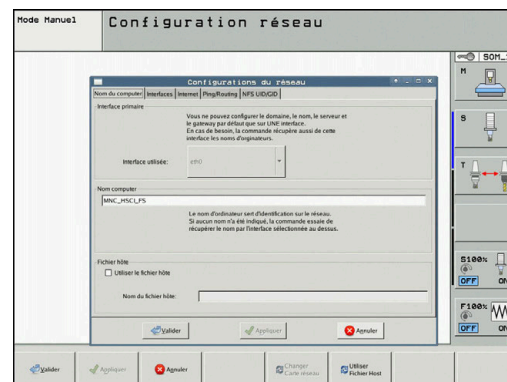 Mode Manuel
Configuration réseau
SOM_
Configurations du réseau
Nom du computer Interfaces Internet Ping/Routing NFS UID/GID
Interface primaire
Vous ne pouvez configurer le domaine, le nom, le serveur et
le gateway par défaut que sur UNE interface.
En cas de besoin, la commande récupère aussi de cette
interface les noms d'orginateurs.
Interface utilisée: eth0
Nom computer
MNC_HSCI_FS
Le nom d'ordinateur sert d'identification sur le réseau.
Si aucun nom n'a été indiqué, la commande essaie de
récupérer le nom par l'interface sélectionnée au dessus.
Fichier hôte
Utiliser le fichier hôte
Nom du fichier hôte:
Valider Appliquer Annuler
M
S
T
S100%
OFF ON
F100%
OFF ON
Valider Appliquer Annuler Changer Carte réseau Utiliser Fichier Host